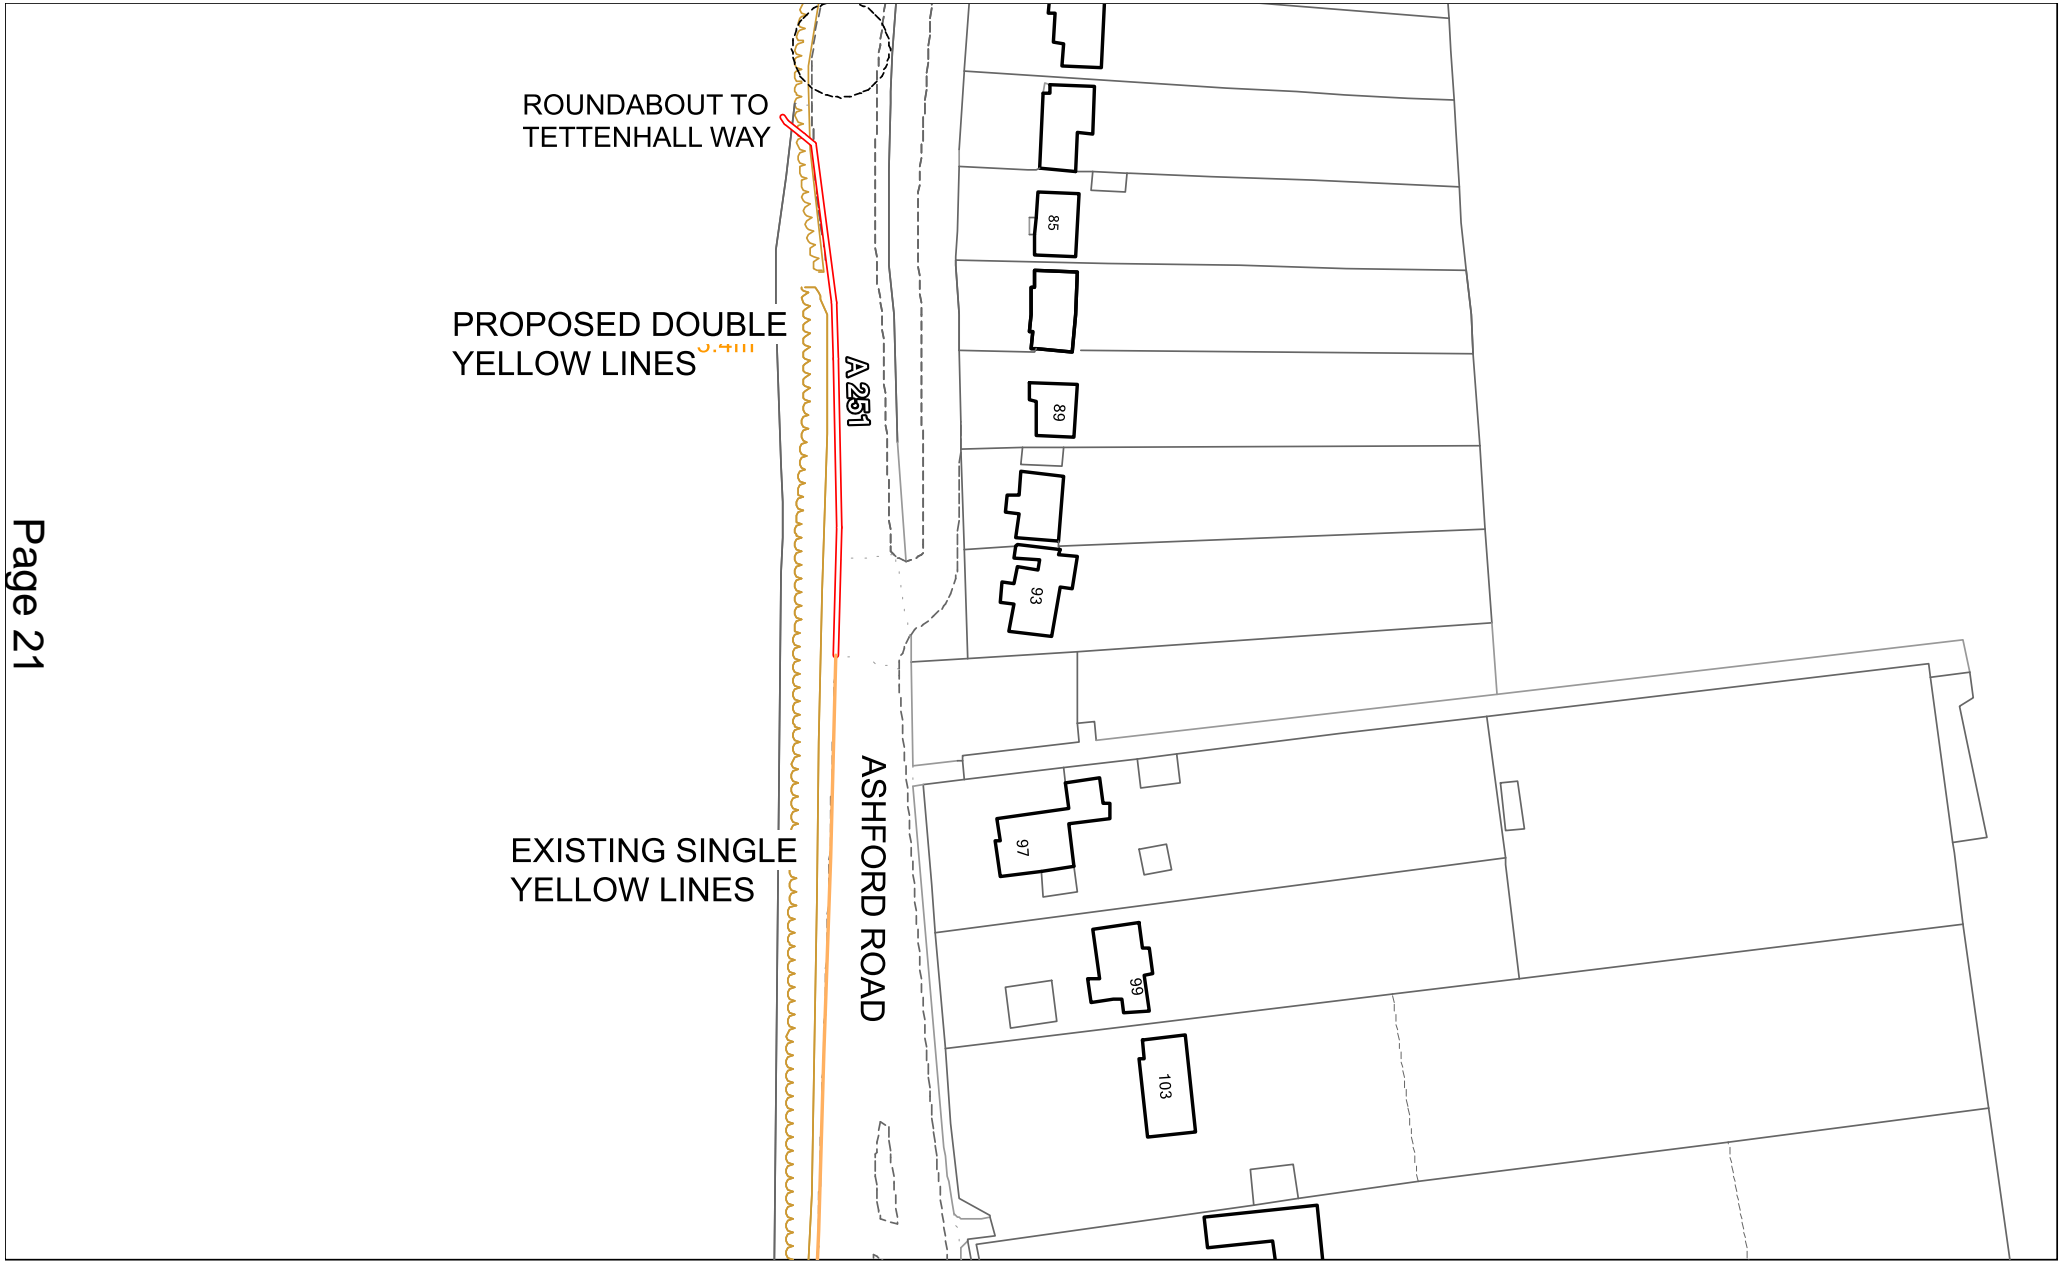 ROUNDABOUT TO
TETTENHALL WAY
85
PROPOSED DOUBLE
YELLOW LINES
A 251
89
93
Page 21
ASHFORD ROAD
EXISTING SINGLE
YELLOW LINES
97
99
103